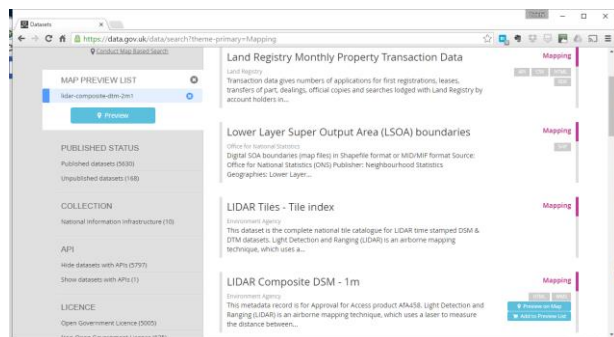 Datasets
https://data.gov.uk/data/search?theme-primary=Mapping
Conduct Map Based Search
MAP PREVIEW LIST
lidar-composite-dtm-2m1
Preview
PUBLISHED STATUS
Published datasets (5630)
Unpublished datasets (168)
COLLECTION
National Information Infrastructure (10)
API
Hide datasets with APIs (5797)
Show datasets with APIs (1)
LICENCE
Open Government Licence (5005)
Land Registry Monthly Property Transaction Data
Mapping
Land Registry
Transaction data gives numbers of applications for first registrations, leases,
transfers of part, dealings, official copies and searches lodged with Land Registry by
account holders in...
Lower Layer Super Output Area (LSOA) boundaries
Mapping
Office for National Statistics
Digital SOA boundaries (map files) in Shapefile format or MID/MIF format Source:
Office for National Statistics (ONS) Publisher: Neighbourhood Statistics
Geographies: Lower Layer...
LIDAR Tiles - Tile index
Mapping
Environment Agency
This dataset is the complete national tile catalogue for LIDAR time stamped DSM &
DTM datasets. Light Detection and Ranging (LIDAR) is an airborne mapping
technique, which uses a...
LIDAR Composite DSM - 1m
Mapping
Environment Agency
This metadata record is for Approval for Access product AfA458. Light Detection and
Ranging (LIDAR) is an airborne mapping technique, which uses a laser to measure
the distance between...
HTML WMS
Preview on Map
Add to Preview List